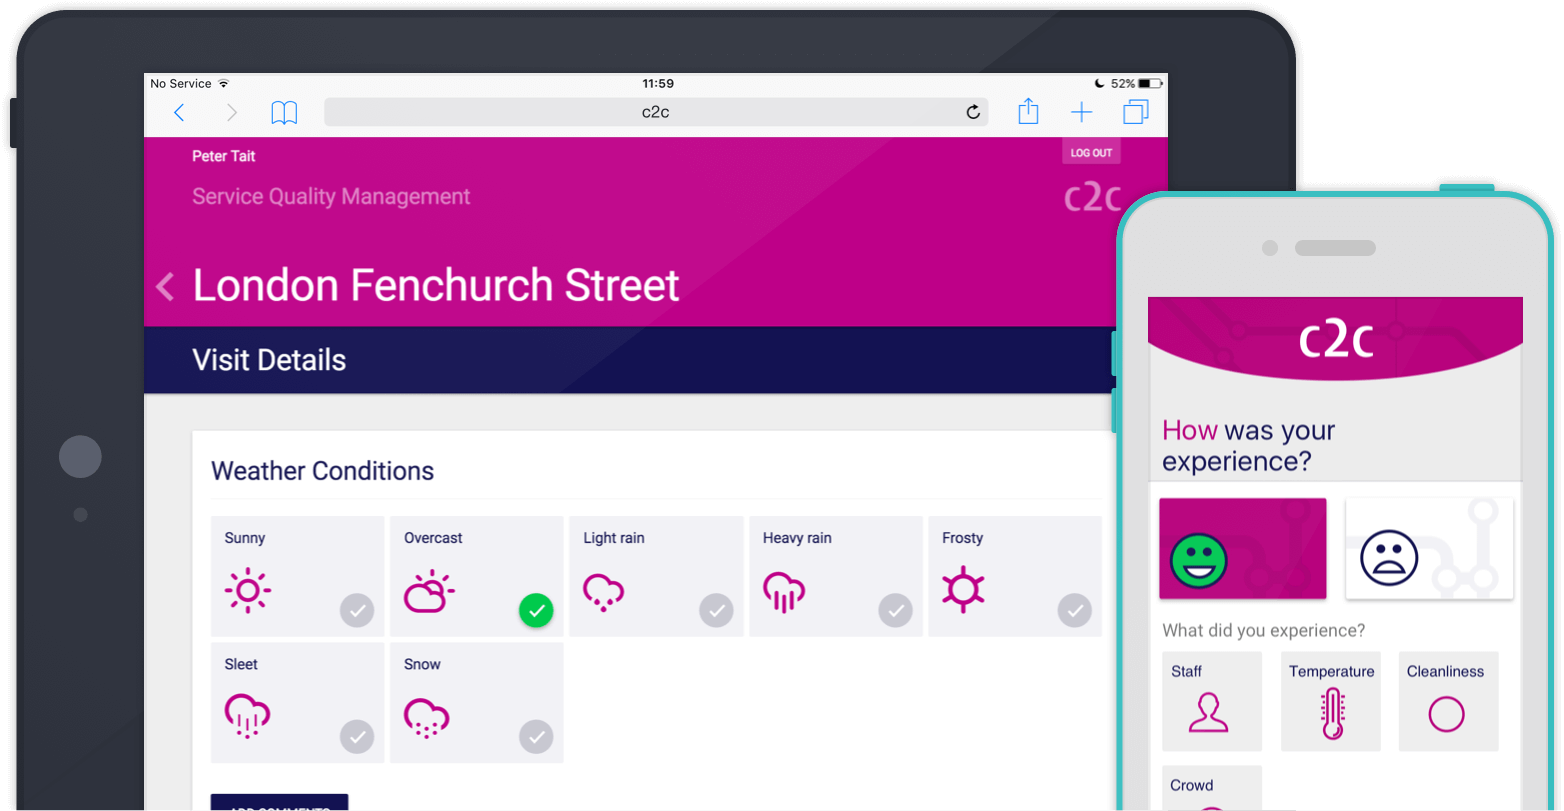 No Service
11:59
52%
c2c
Peter Tait
LOG OUT
Service Quality Management
c2c
London Fenchurch Street
Visit Details
Weather Conditions
Sunny
Overcast
Light rain
Heavy rain
Frosty
Sleet
Snow
ADD COMMENTS
c2c
How was your
experience?
What did you experience?
Staff
Temperature
Cleanliness
Crowd